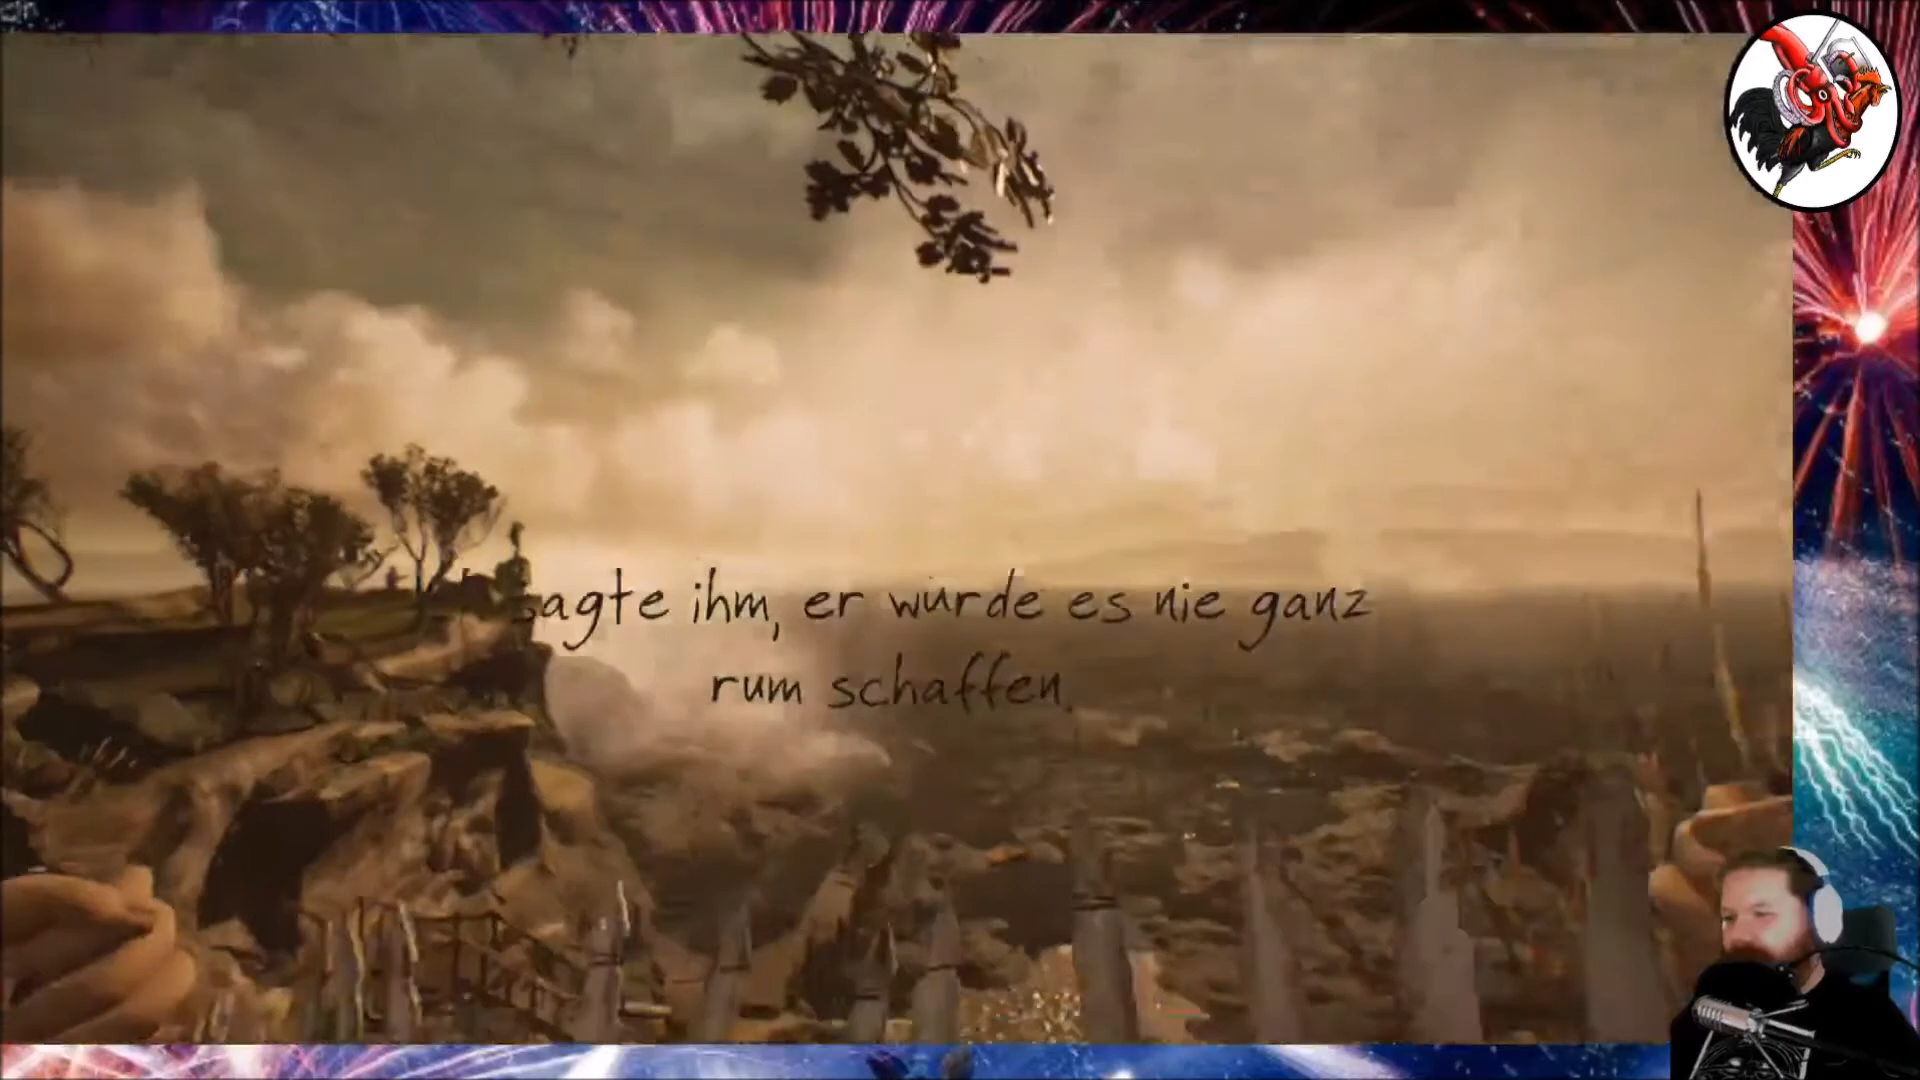 sagte ihm, er würde es nie ganz
rum schaffen.